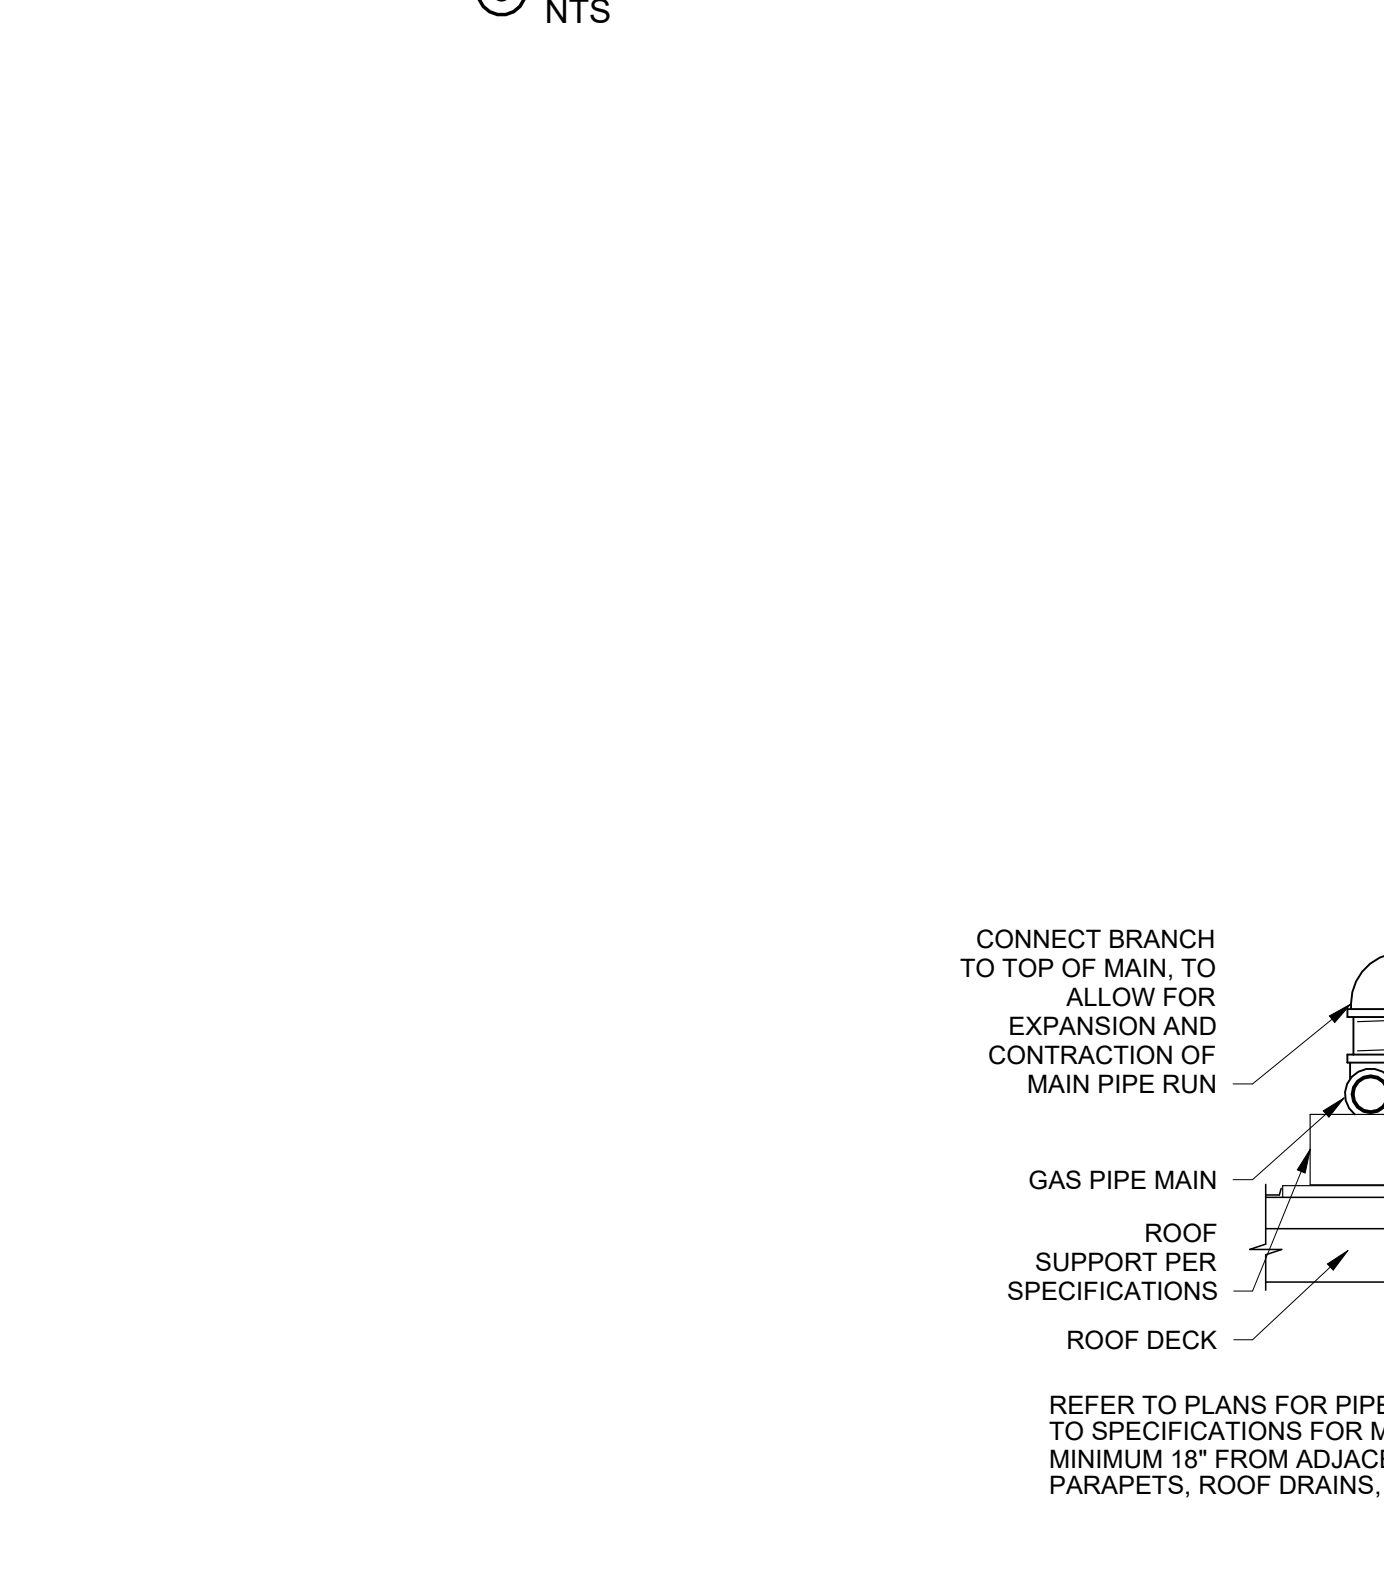 NTS
CONNECT BRANCH
TO TOP OF MAIN, TO
ALLOW FOR
EXPANSION AND
CONTRACTION OF
MAIN PIPE RUN
GAS PIPE MAIN
ROOF
SUPPORT PER
SPECIFICATIONS
ROOF DECK
REFER TO PLANS FOR PIPE
TO SPECIFICATIONS FOR
MINIMUM 18" FROM
PARAPETS, ROOF DRAINS,